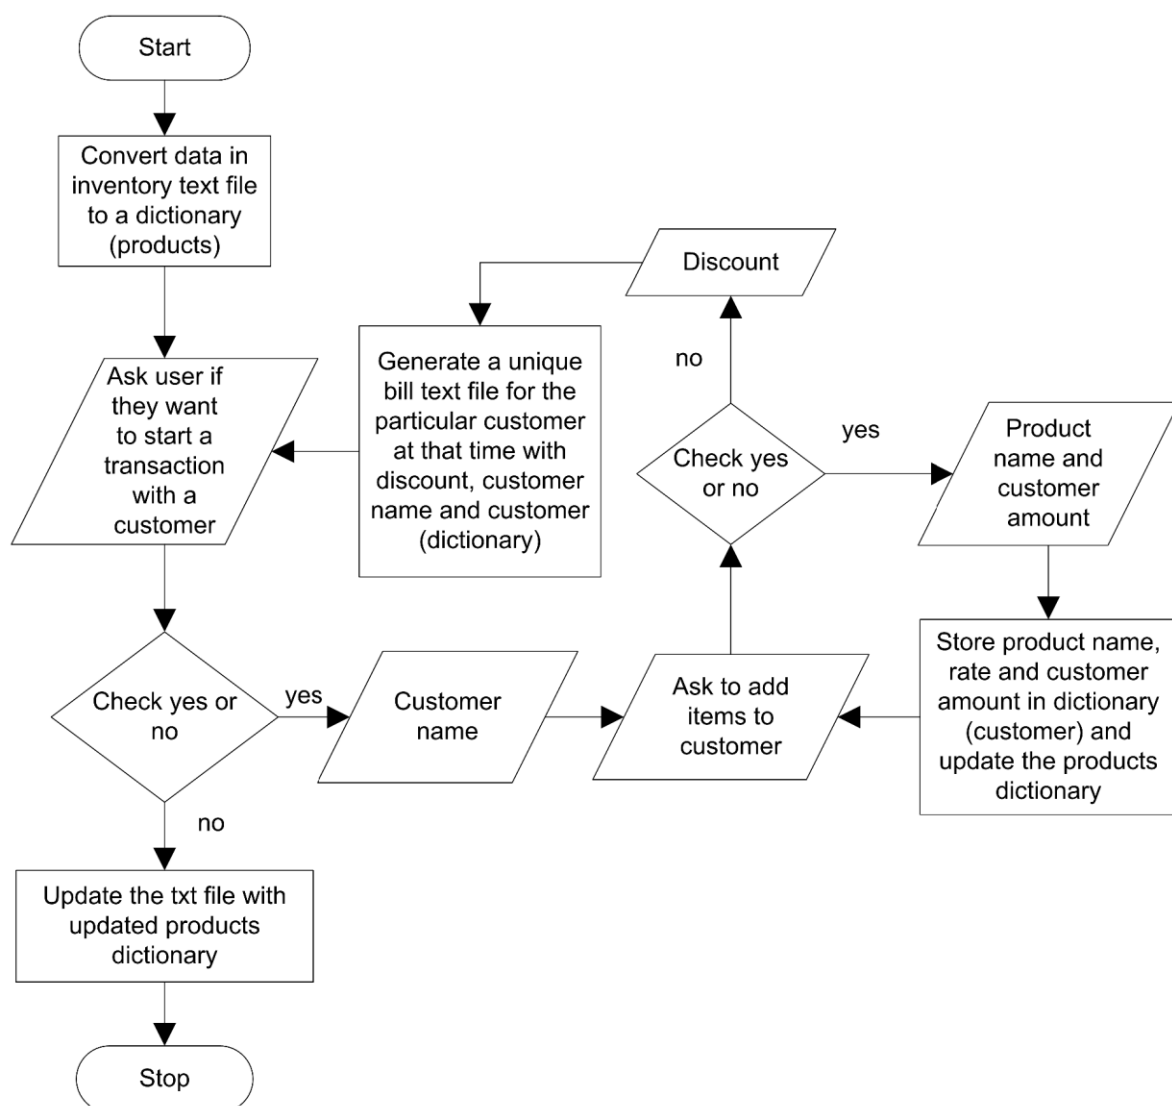 Start
Convert data in
inventory text file
to a dictionary
(products)
Ask user if
they want
to start a
transaction
with a
customer
Check yes or
no
yes
no
Update the txt file with
updated products
dictionary
Stop
Customer
name
Ask to add
items to
customer
Check yes
or no
yes
no
Product
name and
customer
amount
Store product name,
rate and customer
amount in dictionary
(customer) and
update the products
dictionary
Discount
Generate a unique
bill text file for the
particular customer
at that time with
discount, customer
name and customer
(dictionary)